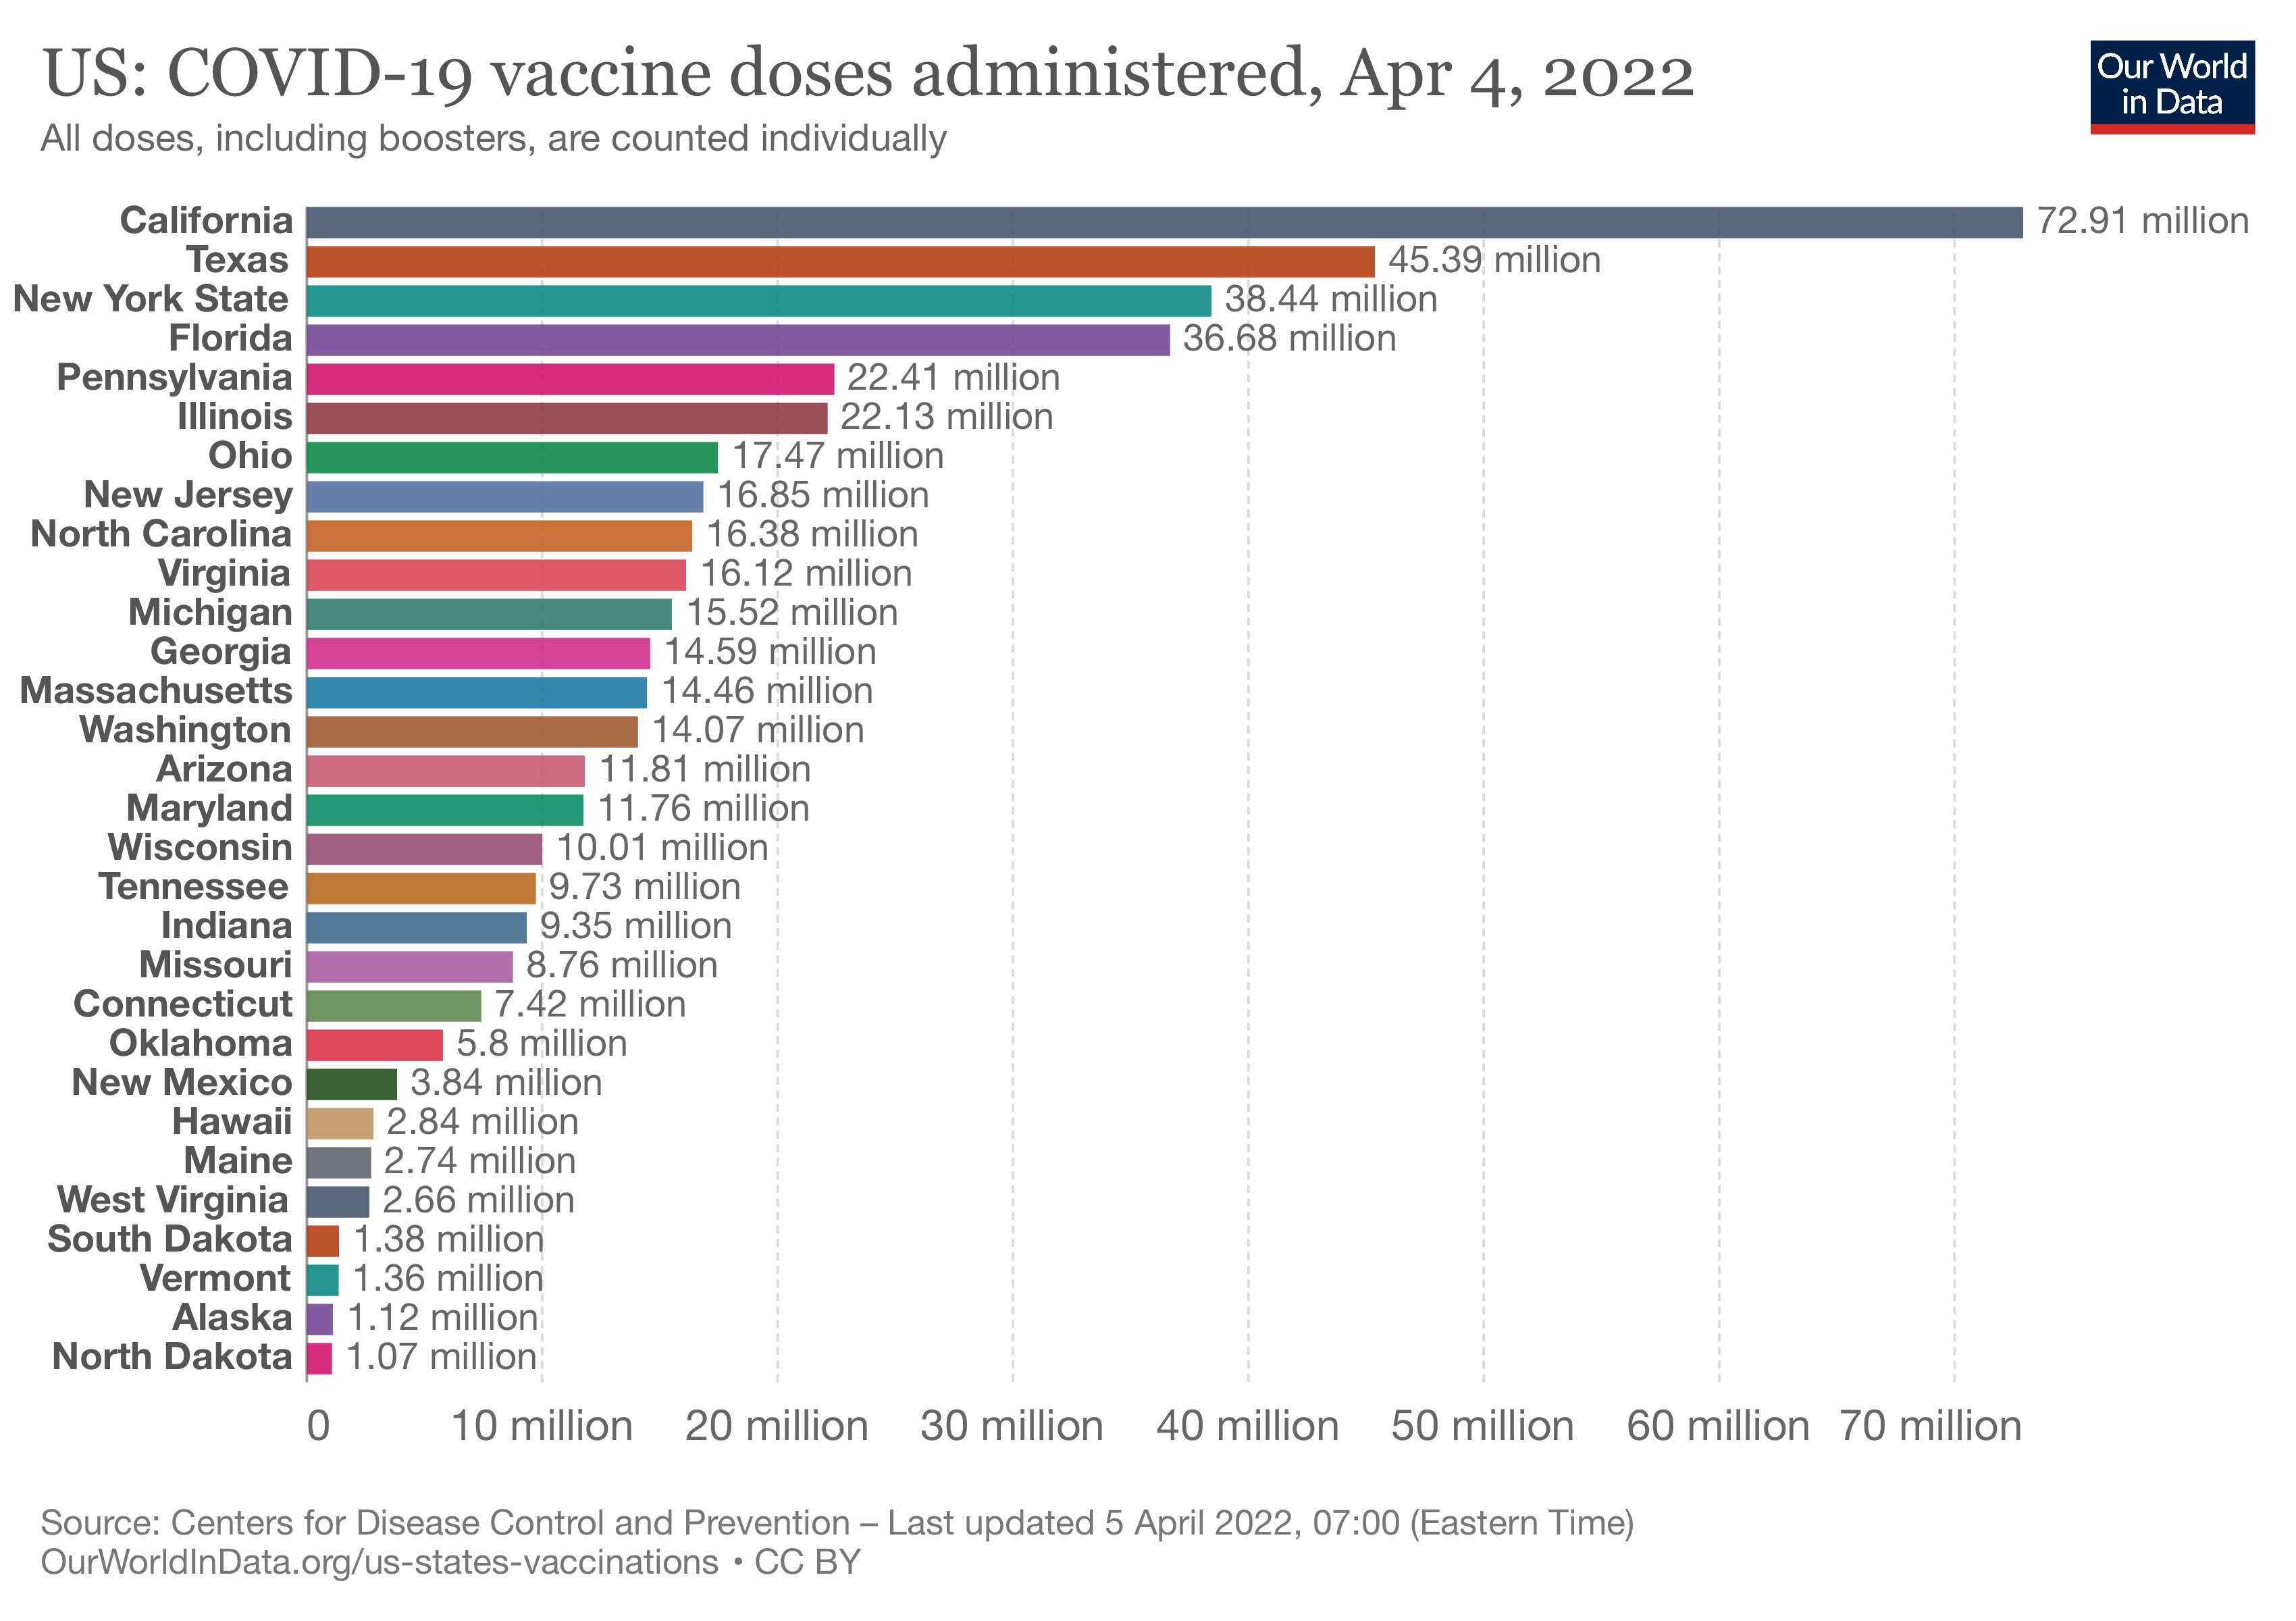 US: COVID-19 vaccine doses administered, Apr 4, 2022
Our World
in Data
All doses, including boosters, are counted individually
California 72.91 million
Texas 45.39 million
New York State 38.44 million
Florida 36.68 million
Pennsylvania 22.41 million
Illinois 22.13 million
Ohio 17.47 million
New Jersey 16.85 million
North Carolina 16.38 million
Virginia 16.12 million
Michigan 15.52 million
Georgia 14.59 million
Massachusetts 14.46 million
Washington 14.07 million
Arizona 11.81 million
Maryland 11.76 million
Wisconsin 10.01 million
Tennessee 9.73 million
Indiana 9.35 million
Missouri 8.76 million
Connecticut 7.42 million
Oklahoma 5.8 million
New Mexico 3.84 million
Hawaii 2.84 million
Maine 2.74 million
West Virginia 2.66 million
South Dakota 1.38 million
Vermont 1.36 million
Alaska 1.12 million
North Dakota 1.07 million
0 10 million 20 million 30 million 40 million 50 million 60 million 70 million
Source: Centers for Disease Control and Prevention – Last updated 5 April 2022, 07:00 (Eastern Time)
OurWorldInData.org/us-states-vaccinations • CC BY